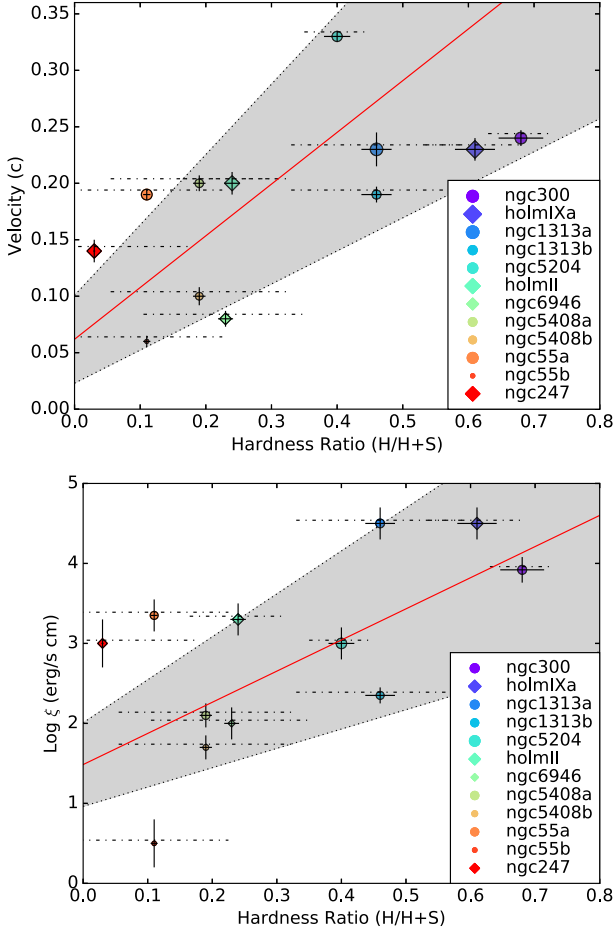 0.35
0.30
0.25
0.20
0.15
0.10
0.05
0.00
Velocity (c)
0.0 0.1 0.2 0.3 0.4 0.5 0.6 0.7 0.8
Hardness Ratio (H/H+S)
ngc300
holmIXa
ngc1313a
ngc1313b
ngc5204
holmII
ngc6946
ngc5408a
ngc5408b
ngc55a
ngc55b
ngc247
5
4
3
2
1
0
Log ξ (erg/s cm)
0.0 0.1 0.2 0.3 0.4 0.5 0.6 0.7 0.8
Hardness Ratio (H/H+S)
ngc300
holmIXa
ngc1313a
ngc1313b
ngc5204
holmII
ngc6946
ngc5408a
ngc5408b
ngc55a
ngc55b
ngc247